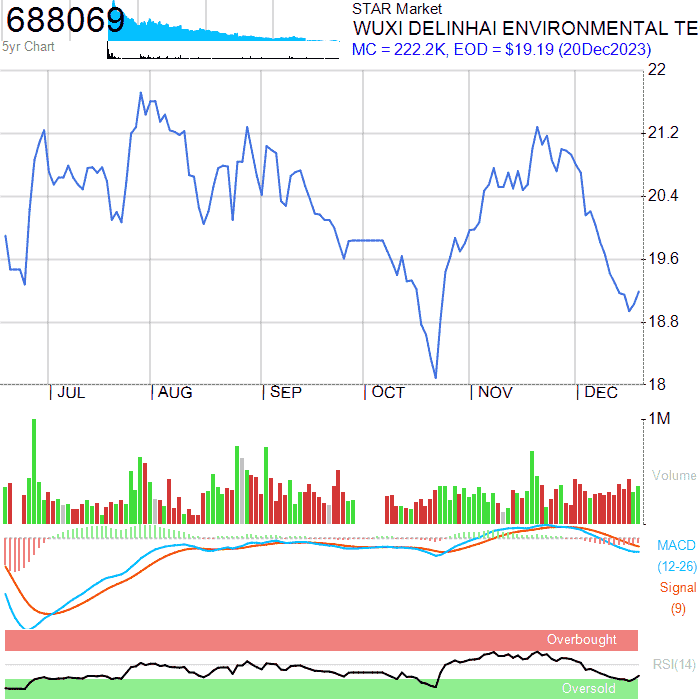 688069
5yr Chart
STAR Market
WUXI DELINHAI ENVIRONMENTAL TE
MC = 222.2K, EOD = $19.19 (20Dec2023)
22
21.2
20.4
19.6
18.8
18
JUL AUG SEP OCT NOV DEC
1M
Volume
MACD
(12-26)
Signal
(9)
Overbought
RSI(14)
Oversold